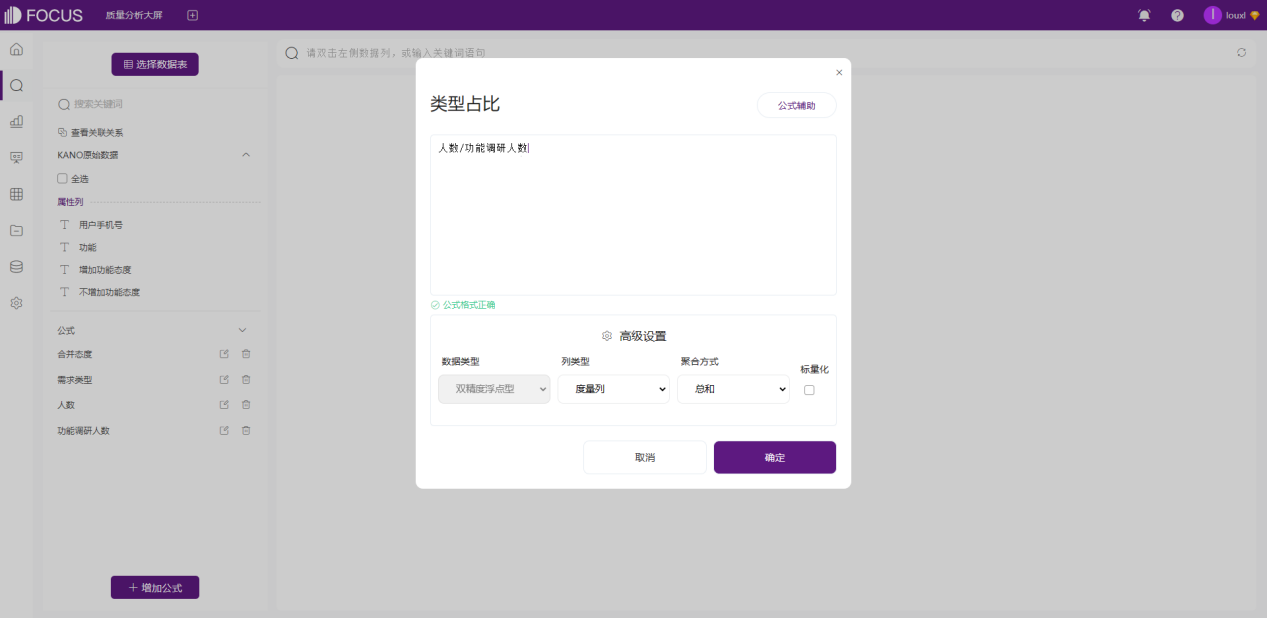 FOCUS 质量分析大屏 louxl
选择数据表
请双击左侧数据列，或输入关键词语句
搜索关键词
查看关联关系
KANO原始数据
全选
属性列
T 用户手机号
T 功能
T 增加功能态度
T 不增加功能态度
公式
合并态度
需求类型
人数
功能调研人数
增加公式
×
类型占比
公式辅助
人数/功能调研人数
公式格式正确
高级设置
数据类型 列类型 聚合方式 标量化
双精度浮点型 度量列 总和
取消 确定